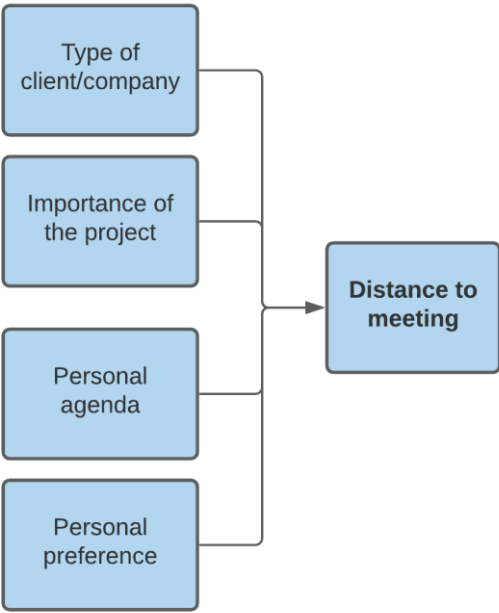 Type of
client/company
Importance of
the project
Personal
agenda
Personal
preference
Distance to
meeting